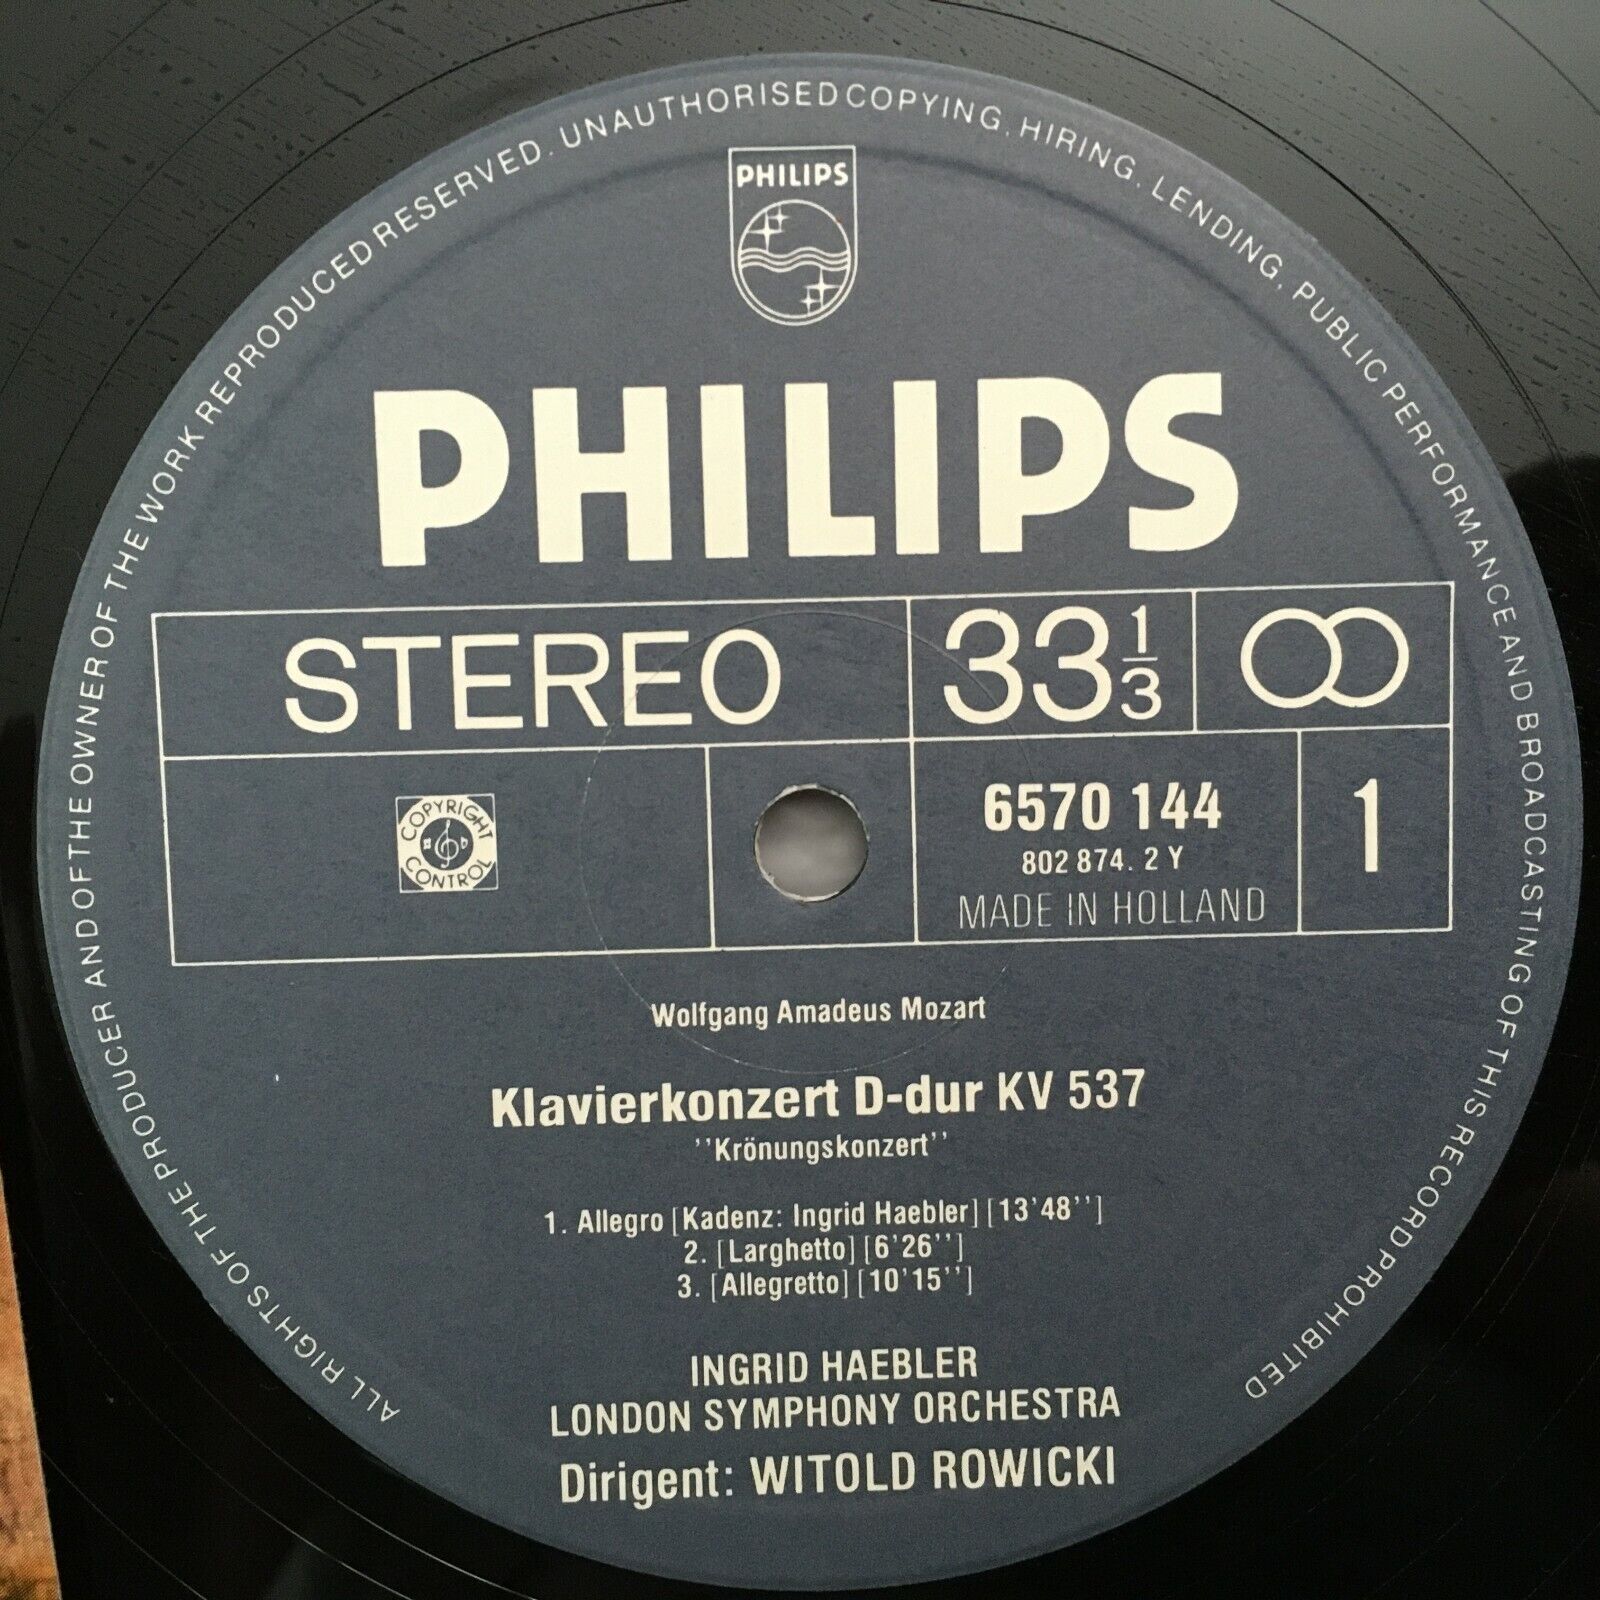 ALL RIGHTS OF THE PRODUCER AND OF THE OWNER OF THE WORK REPRODUCED RESERVED. UNAUTHORISED COPYING, HIRING, LENDING, PUBLIC PERFORMANCE AND BROADCASTING OF THIS RECORD PROHIBITED
PHILIPS
PHILIPS
STEREO
33 1/3
COPYRIGHT CONTROL
6570 144
802 874. 2 Y
MADE IN HOLLAND
1
Wolfgang Amadeus Mozart
Klavierkonzert D-dur KV 537
''Krönungskonzert''
1. Allegro [Kadenz: Ingrid Haebler] [13'48'']
2. [Larghetto] [6'26'']
3. [Allegretto] [10'15'']
INGRID HAEBLER
LONDON SYMPHONY ORCHESTRA
Dirigent: WITOLD ROWICKI